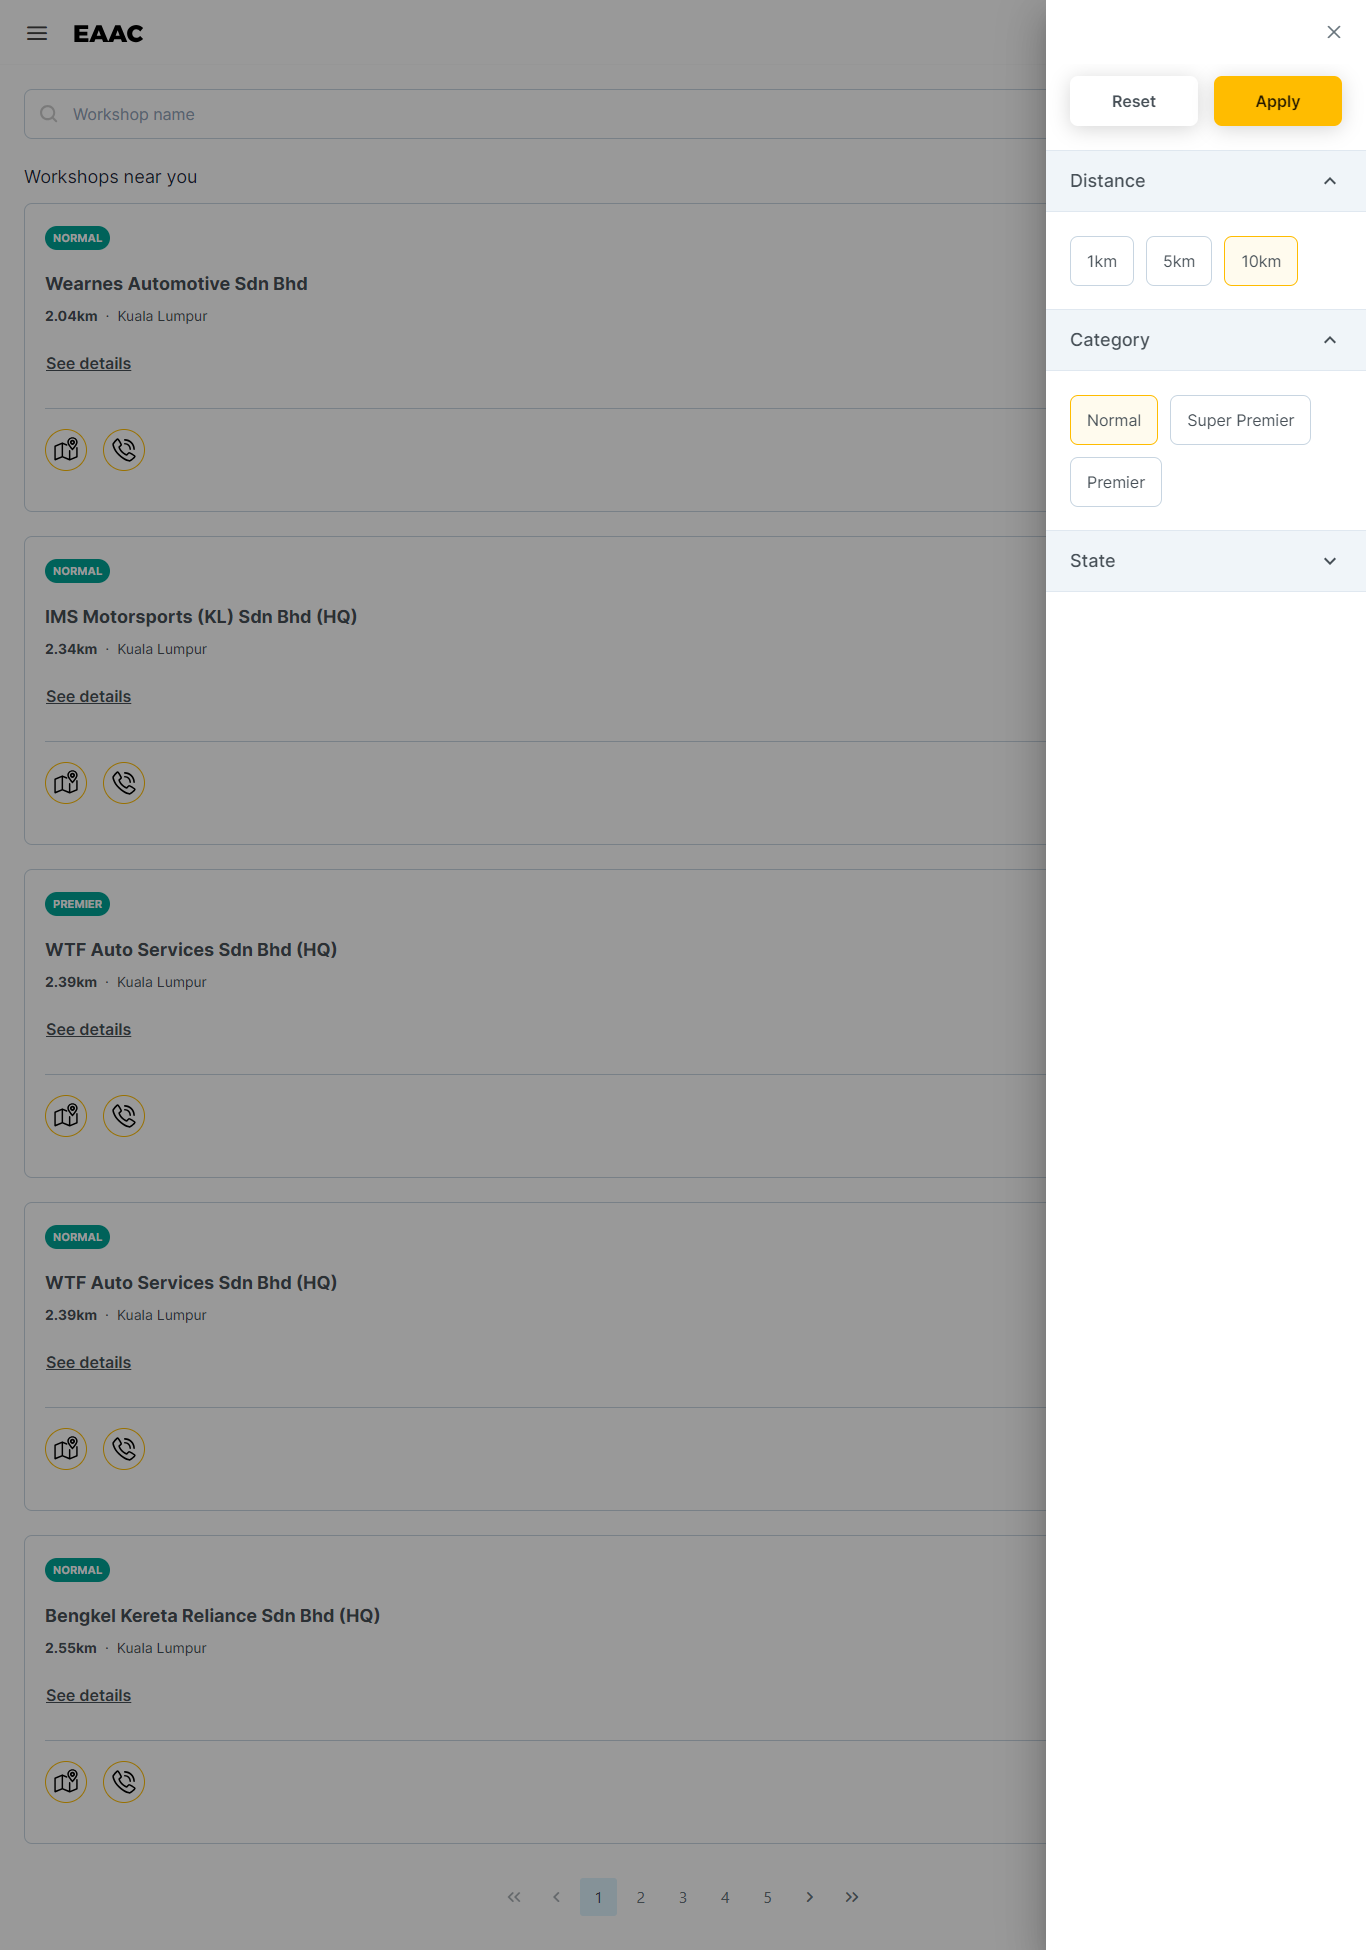 EAAC
Workshop name
Workshops near you
NORMAL
Wearnes Automotive Sdn Bhd
2.04km · Kuala Lumpur
See details
NORMAL
IMS Motorsports (KL) Sdn Bhd (HQ)
2.34km · Kuala Lumpur
See details
PREMIER
WTF Auto Services Sdn Bhd (HQ)
2.39km · Kuala Lumpur
See details
NORMAL
WTF Auto Services Sdn Bhd (HQ)
2.39km · Kuala Lumpur
See details
NORMAL
Bengkel Kereta Reliance Sdn Bhd (HQ)
2.55km · Kuala Lumpur
See details
1 2 3 4 5
Reset Apply
Distance
1km 5km 10km
Category
Normal Super Premier
Premier
State